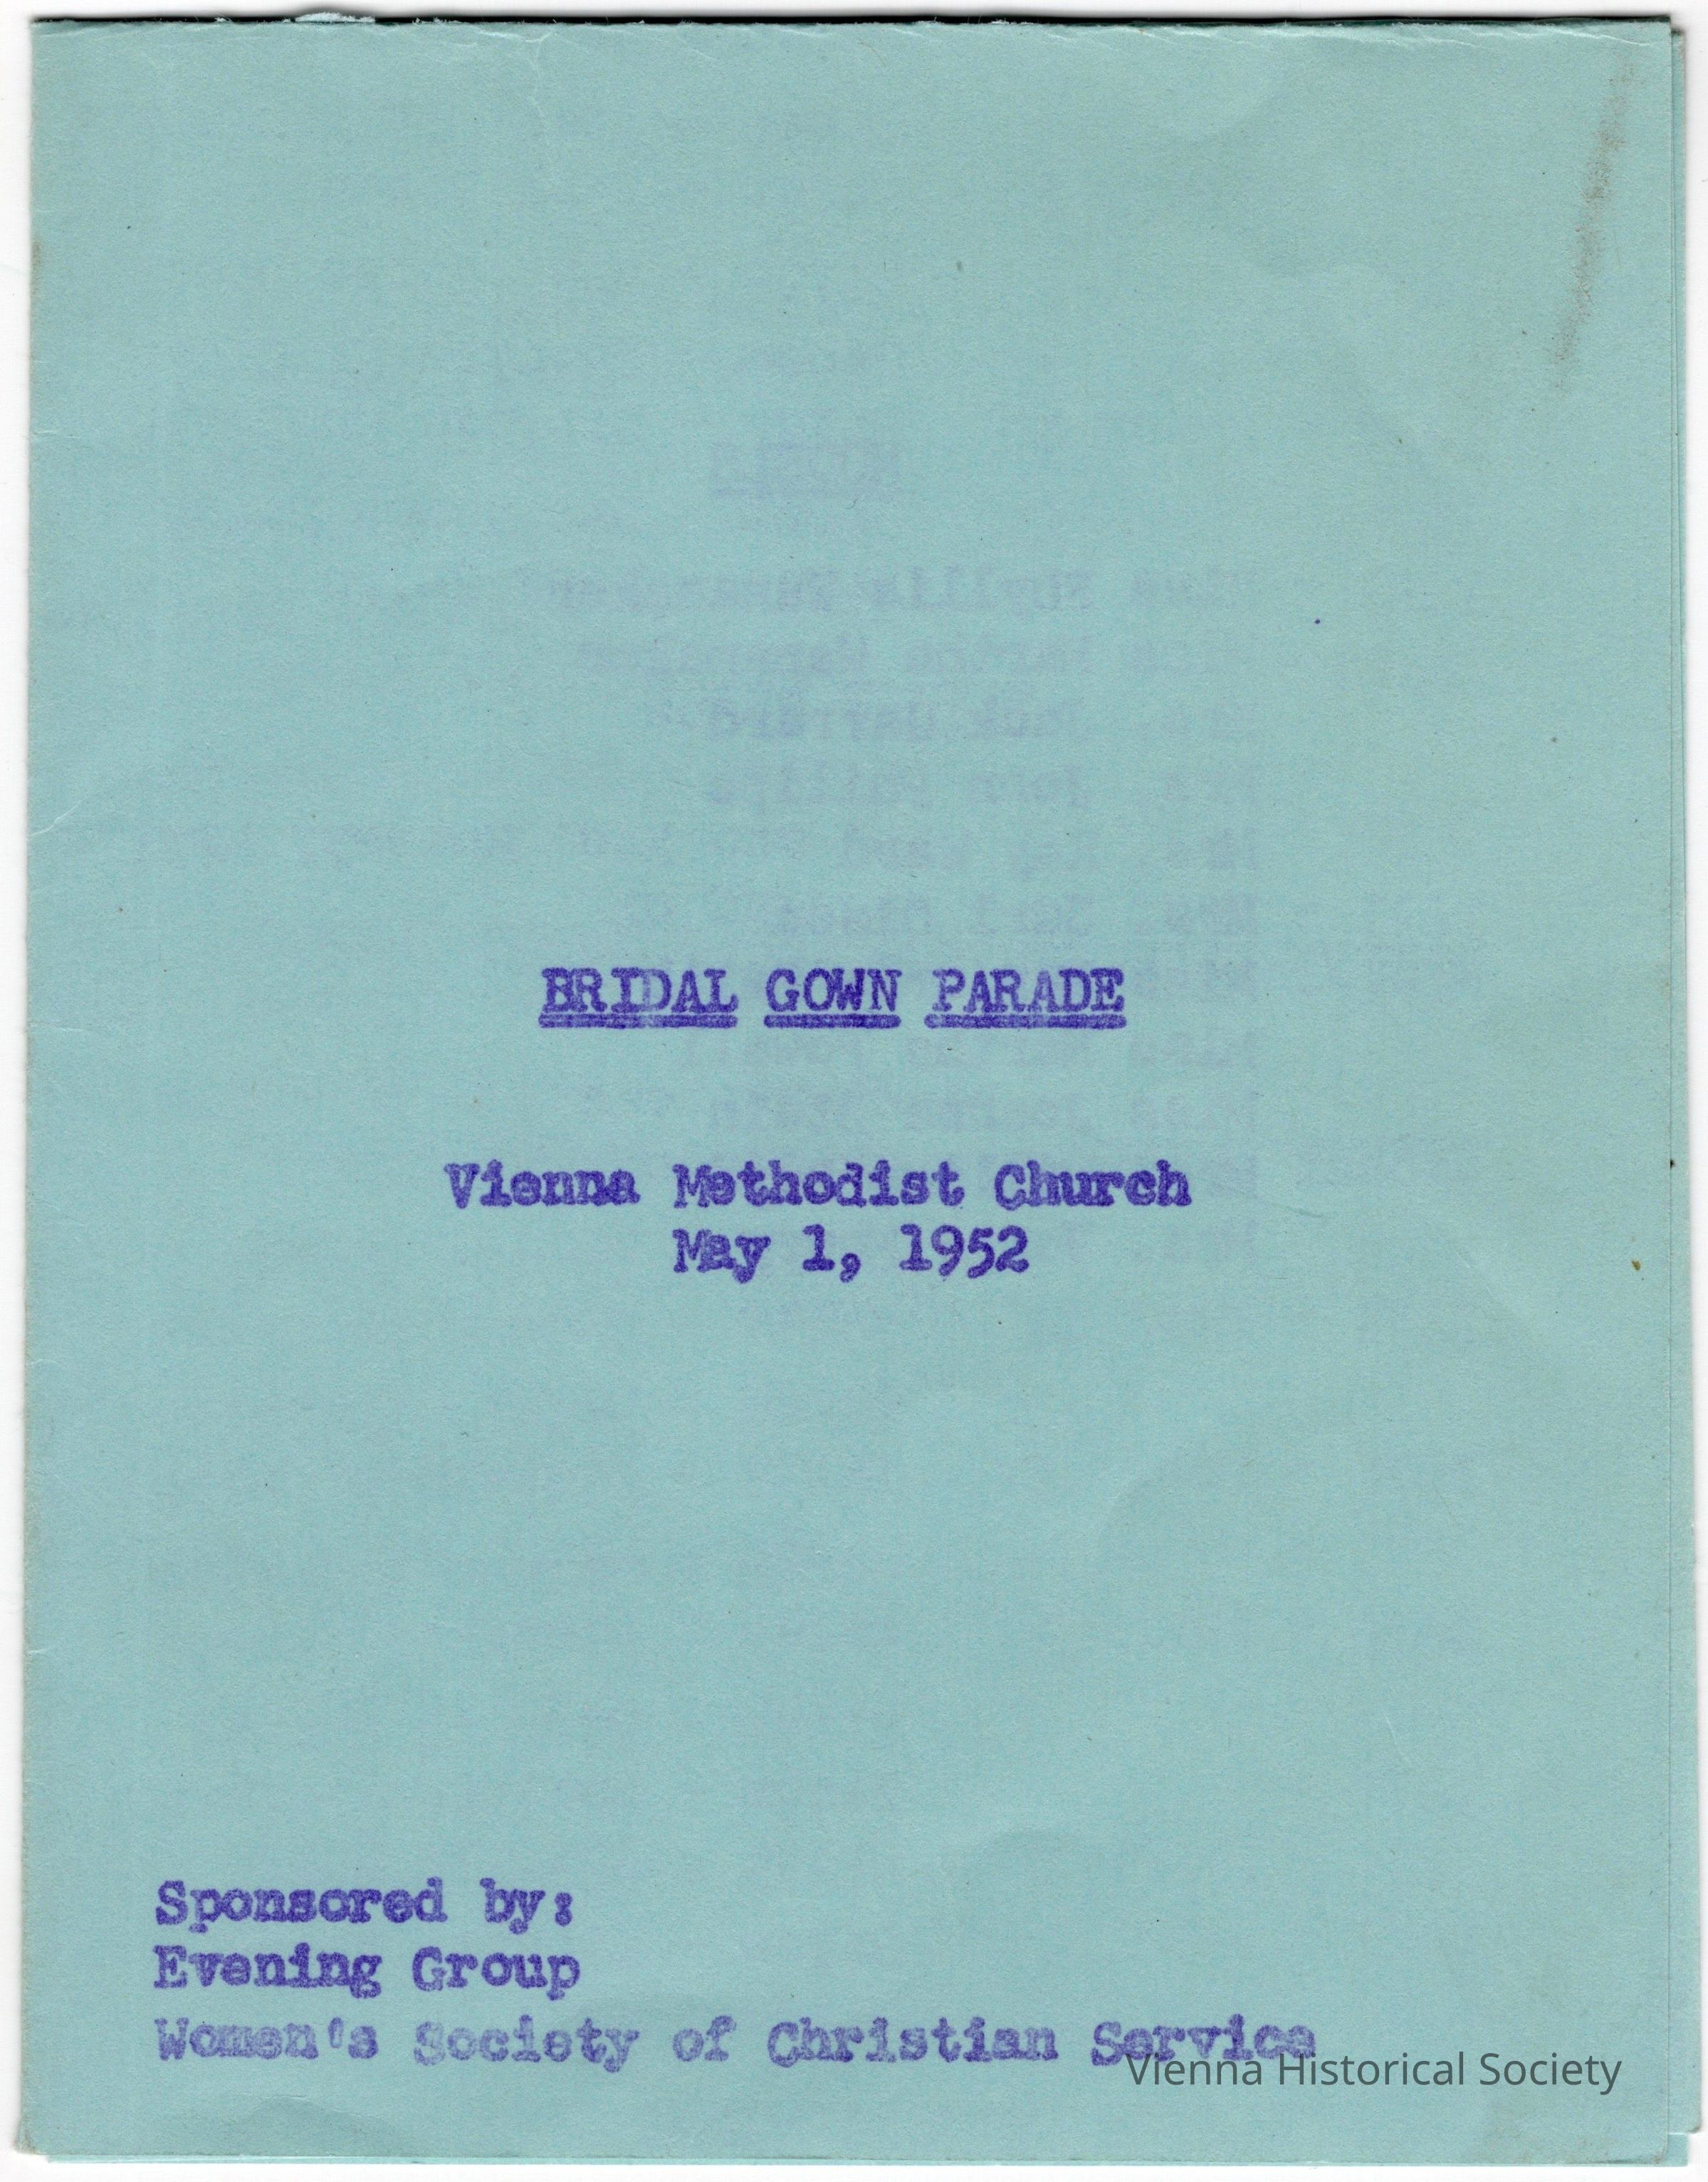 BRIDAL GOWN PARADE
Vienna Methodist Church
May 1, 1952
Sponsored by:
Evening Group
Women's Society of Christian Service
Vienna Historical Society